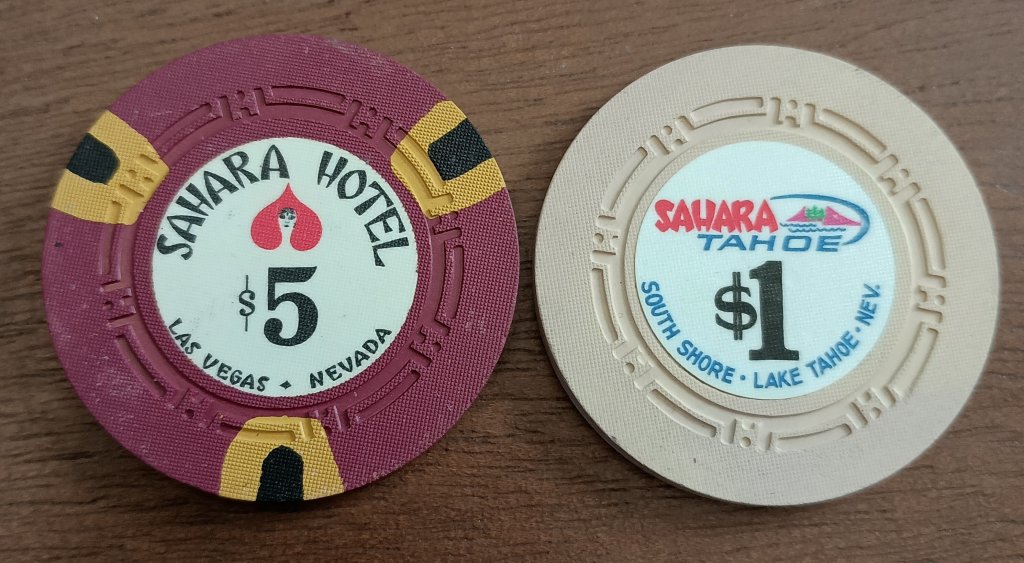 SAHARA HOTEL
$5
LAS VEGAS • NEVADA
SAHARA
TAHOE
$1
SOUTH SHORE • LAKE TAHOE • NEV.